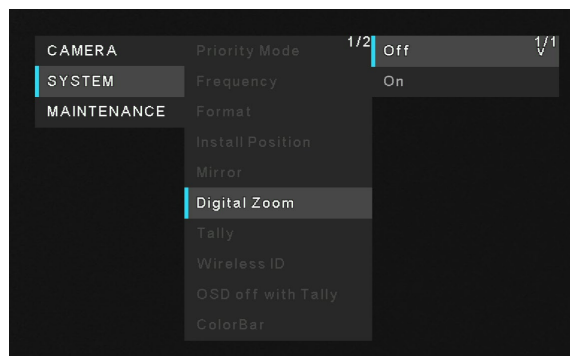 CAMERA
SYSTEM
MAINTENANCE
1/2
Priority Mode
Frequency
Format
Install Position
Mirror
Digital Zoom
Tally
Wireless ID
OSD off with Tally
ColorBar
1/1
Off
v
On